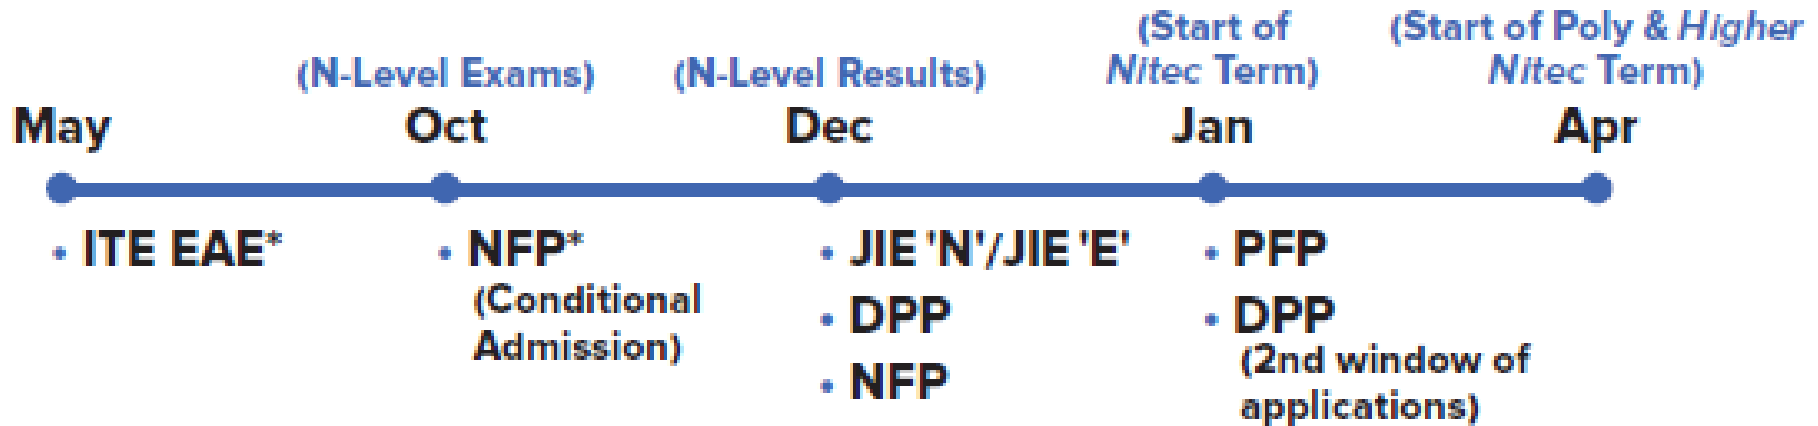 (N-Level Exams)
(N-Level Results)
(Start of
Nitec Term)
(Start of Poly & Higher
Nitec Term)
May
Oct
Dec
Jan
Apr
• ITE EAE*
• NFP*
(Conditional
Admission)
• JIE 'N'/JIE 'E'
• DPP
• NFP
• PFP
• DPP
(2nd window of
applications)